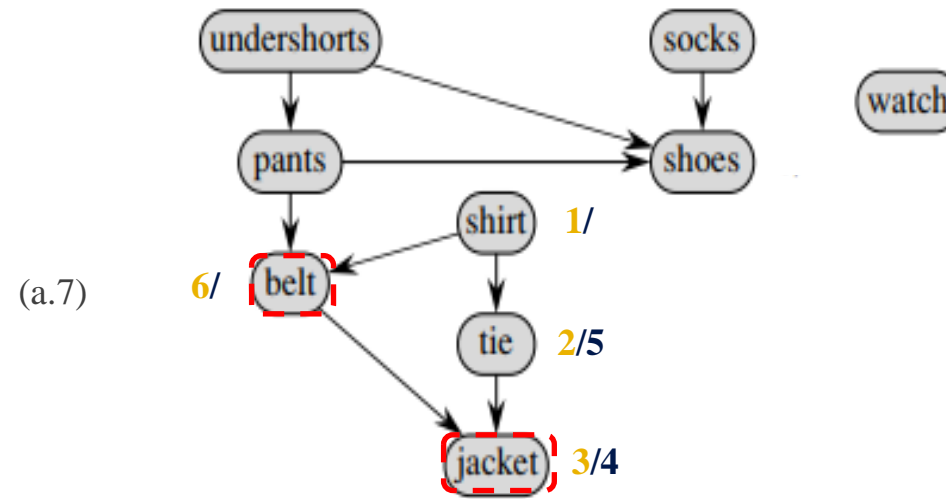 undershorts
socks
watch
pants
shoes
shirt 1/
(a.7) 6/ belt
tie 2/5
jacket 3/4